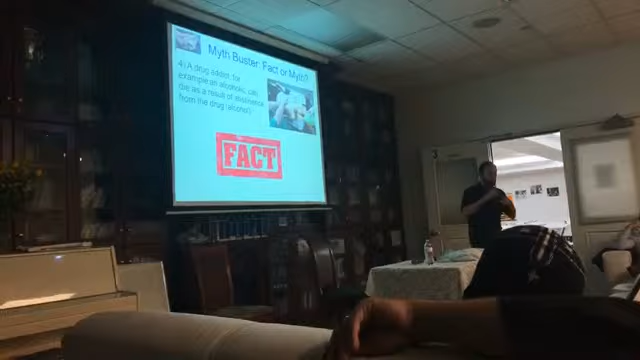 Myth Buster: Fact or Myth?
4) A drug addict, for
example an alcoholic, can
die as a result of abstinence
from the drug (alcohol)
FACT